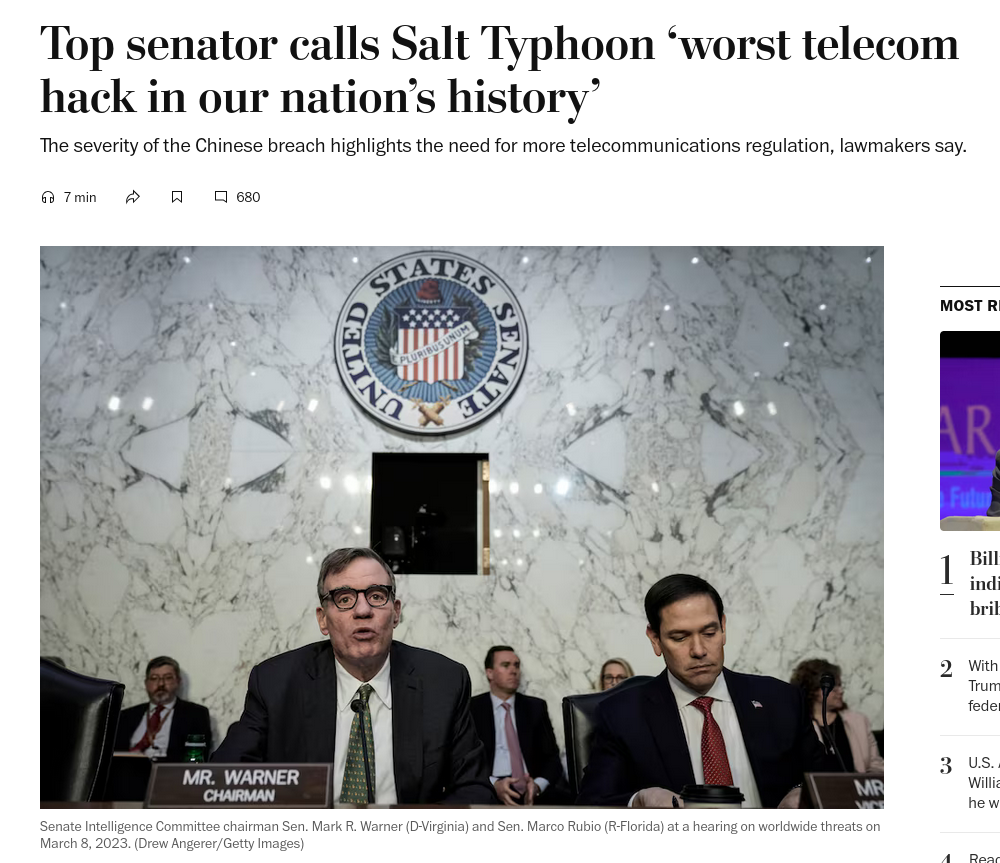 Top senator calls Salt Typhoon ‘worst telecom
hack in our nation’s history’
The severity of the Chinese breach highlights the need for more telecommunications regulation, lawmakers say.
7 min
680
UNITED STATES SENATE
E PLURIBUS UNUM
MR. WARNER
CHAIRMAN
MR
Senate Intelligence Committee chairman Sen. Mark R. Warner (D-Virginia) and Sen. Marco Rubio (R-Florida) at a hearing on worldwide threats on
March 8, 2023. (Drew Angerer/Getty Images)
MOST R
AR
e Futu
1
Bill
indi
brib
2
With
Trum
feder
3
U.S.
Willia
he w
4
Read